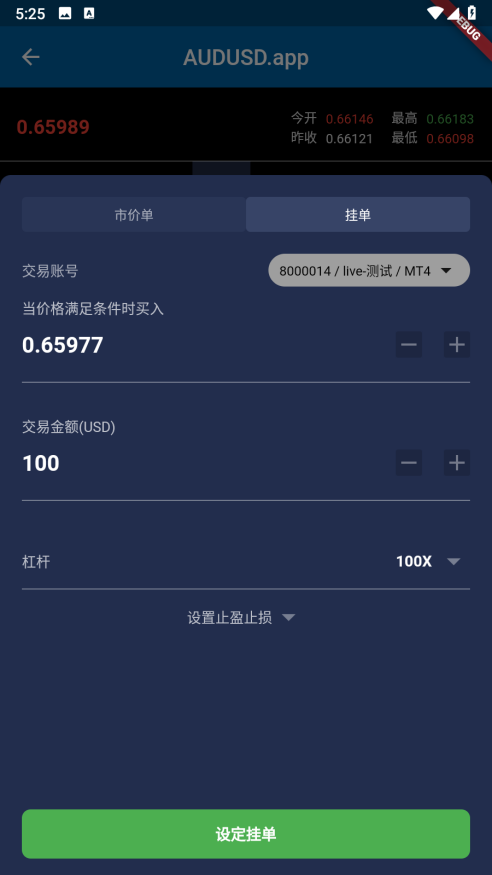 5:25
A
DEBUG
AUDUSD.app
0.65989
今开 0.66146 最高 0.66183
昨收 0.66121 最低 0.66098
市价单 挂单
交易账号 8000014 / live-测试 / MT4
当价格满足条件时买入
0.65977
交易金额(USD)
100
杠杆 100X
设置止盈止损
设定挂单